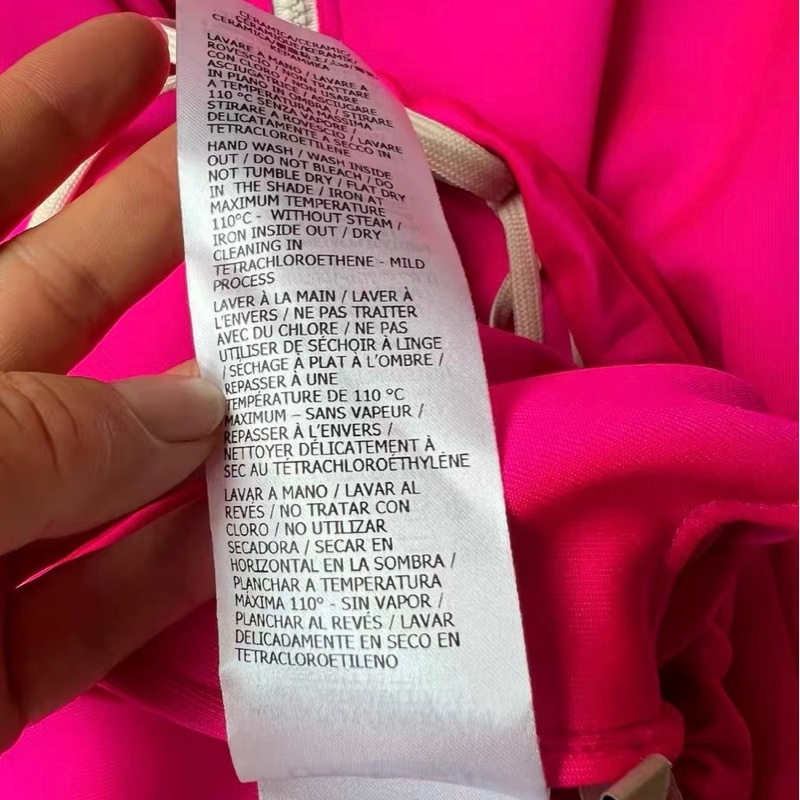 CERAMICA/CERAMIC/
LAVARE A MANO / LAVARE A
ROVESCIO / NON TRATTARE
CON CLORO / NON USARE
ASCIUGATRICE / ASCIUGARE
IN PIANO IN OMBRA / STIRARE
A TEMPERATURA MASSIMA
110 °C SENZA VAPORE /
STIRARE A ROVESCIO / LAVARE
DELICATAMENTE A SECCO IN
TETRACLOROETILENE
HAND WASH / WASH INSIDE
OUT / DO NOT BLEACH / DO
NOT TUMBLE DRY / FLAT DRY
IN THE SHADE / IRON AT
MAXIMUM TEMPERATURE
110°C - WITHOUT STEAM /
IRON INSIDE OUT / DRY
CLEANING IN
TETRACHLOROETHENE - MILD
PROCESS
LAVER À LA MAIN / LAVER À
L'ENVERS / NE PAS TRAITER
AVEC DU CHLORE / NE PAS
UTILISER DE SÉCHOIR À LINGE
/ SÉCHAGE À PLAT À L'OMBRE /
REPASSER À UNE
TEMPÉRATURE DE 110 °C
MAXIMUM – SANS VAPEUR /
REPASSER À L'ENVERS /
NETTOYER DÉLICATEMENT À
SEC AU TÉTRACHLOROÉTHYLÈNE
LAVAR A MANO / LAVAR AL
REVÉS / NO TRATAR CON
CLORO / NO UTILIZAR
SECADORA / SECAR EN
HORIZONTAL EN LA SOMBRA /
PLANCHAR A TEMPERATURA
MÁXIMA 110° - SIN VAPOR /
PLANCHAR AL REVÉS / LAVAR
DELICADAMENTE EN SECO EN
TETRACLOROETILENO